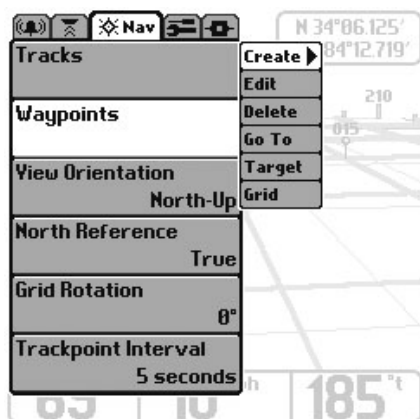 Nav
N 34°06.125'
84°12.719'
Tracks
Create
Edit
210
Waypoints
Delete
015
Go To
Target
View Orientation
North-Up
Grid
North Reference
True
Grid Rotation
0°
Trackpoint Interval
5 seconds
185°t